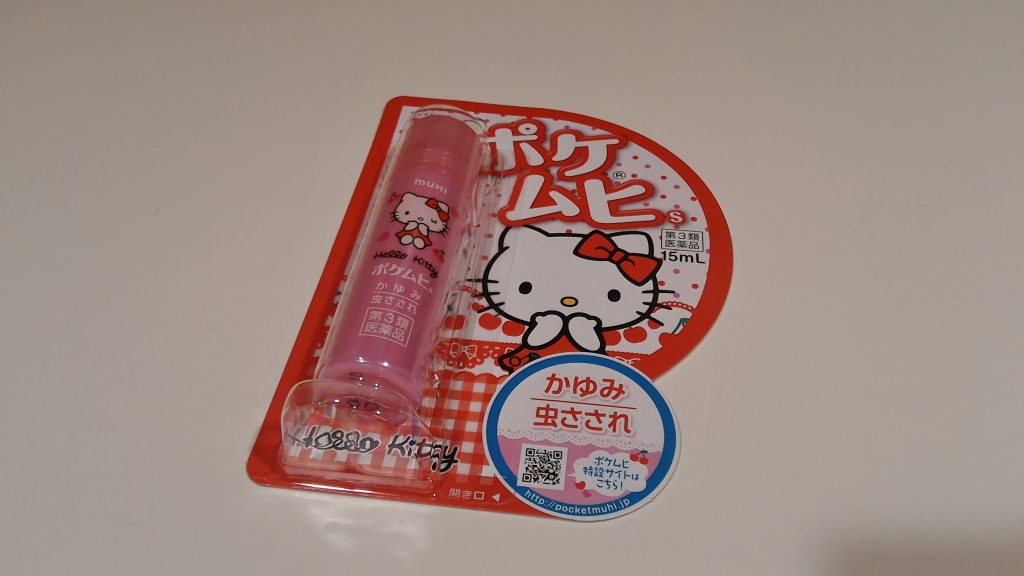 ポケ
ムヒ®S
第3類
医薬品
15mL
muHI
Hello Kitty
ポケムヒS
かゆみ
虫さされ
第3類
医薬品
Hello Kitty
開き口 ◀
かゆみ
虫さされ
ポケムヒ
特設サイトは
こちら!
http://pocketmuhi.jp